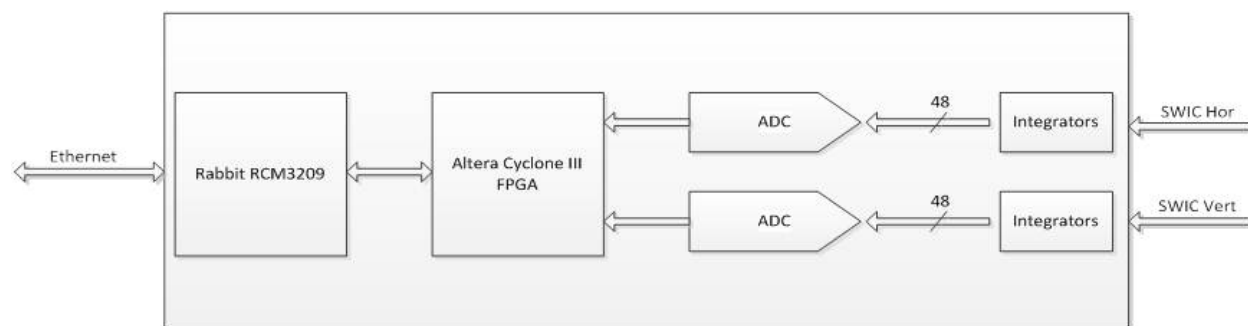 Ethernet
Rabbit RCM3209
Altera Cyclone III
FPGA
ADC
48
Integrators
SWIC Hor
ADC
48
Integrators
SWIC Vert